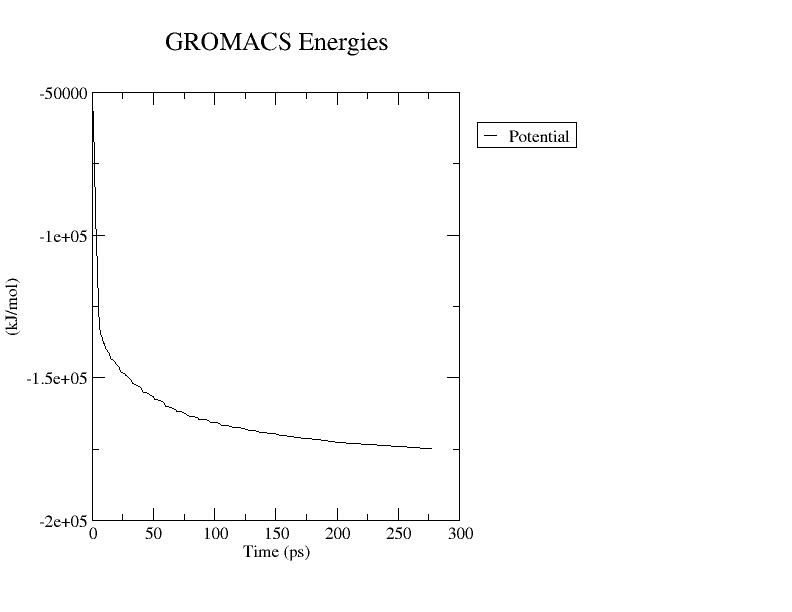 GROMACS Energies
-50000
Potential
-1e+05
(kJ/mol)
-1.5e+05
-2e+05
0 50 100 150 200 250 300
Time (ps)